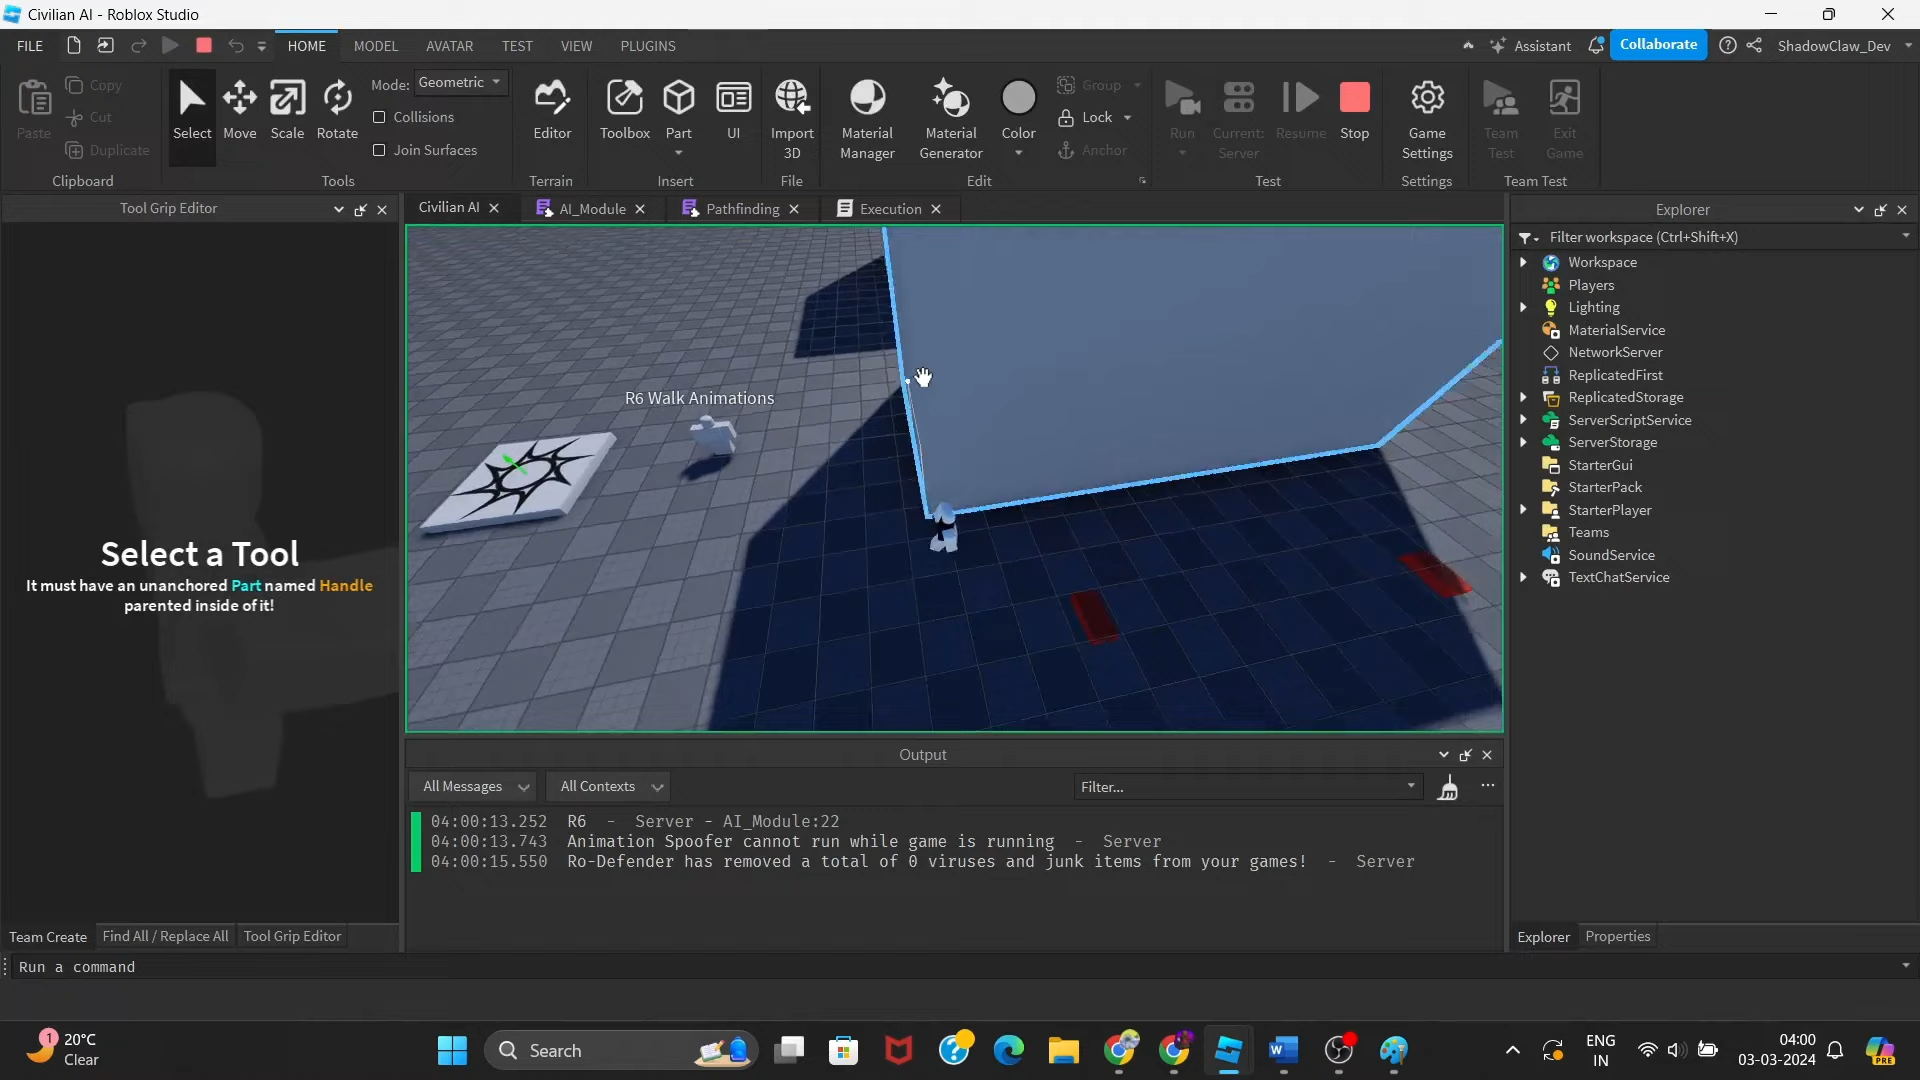 Civilian AI - Roblox Studio
FILE
HOME
MODEL
AVATAR
TEST
VIEW
PLUGINS
Assistant
Collaborate
ShadowClaw_Dev
Paste
Copy
Cut
Duplicate
Clipboard
Select
Move
Scale
Rotate
Mode:
Geometric
Collisions
Join Surfaces
Tools
Editor
Terrain
Toolbox
Part
UI
Insert
Import
3D
File
Material
Manager
Material
Generator
Color
Group
Lock
Anchor
Edit
Run
Current:
Server
Resume
Stop
Test
Game
Settings
Settings
Team
Test
Exit
Game
Team Test
Tool Grip Editor
Civilian AI
AI_Module
Pathfinding
Execution
Explorer
Filter workspace (Ctrl+Shift+X)
Workspace
Players
Lighting
MaterialService
NetworkServer
ReplicatedFirst
ReplicatedStorage
ServerScriptService
ServerStorage
StarterGui
StarterPack
StarterPlayer
Teams
SoundService
TextChatService
R6 Walk Animations
Select a Tool
It must have an unanchored Part named Handle
parented inside of it!
Output
All Messages
All Contexts
Filter...
04:00:13.252 R6 - Server - AI_Module:22
04:00:13.743 Animation Spoofer cannot run while game is running - Server
04:00:15.550 Ro-Defender has removed a total of 0 viruses and junk items from your games! - Server
Team Create
Find All / Replace All
Tool Grip Editor
Explorer
Properties
Run a command
1
20°C
Clear
Search
ENG
IN
04:00
03-03-2024
PRE